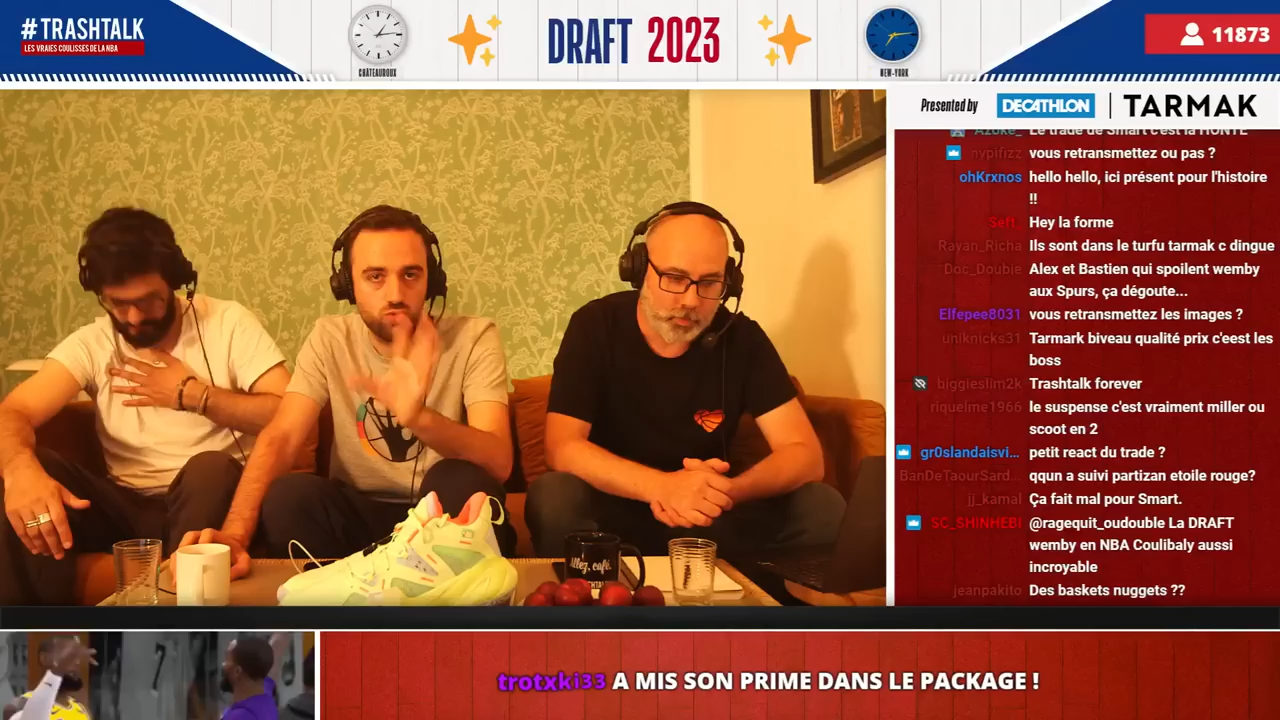 #TRASHTALK
LES VRAIES COULISSES DE LA NBA
CHÂTEAUROUX
DRAFT 2023
NEW-YORK
11873
Presented by DECATHLON | TARMAK
Azoke_ Le trade de Smart c'est la HONTE
nypifizz vous retransmettez ou pas ?
ohKrxnos hello hello, ici présent pour l'histoire
!!
Seft_ Hey la forme
Rayan_Richa Ils sont dans le turfu tarmak c dingue
Doc_Doubie Alex et Bastien qui spoilent wemby
aux Spurs, ça dégoute...
Elfepee8031 vous retransmettez les images ?
uniknicks31 Tarmark biveau qualité prix c'eest les
boss
biggieslim2k Trashtalk forever
riquelme1966 le suspense c'est vraiment miller ou
scoot en 2
gr0slandaisvi... petit react du trade ?
BanDeTaourSard... qqun a suivi partizan etoile rouge?
jj_kamal Ça fait mal pour Smart.
SC_SHINHEBI @ragequit_oudouble La DRAFT
wemby en NBA Coulibaly aussi
incroyable
jeanpakito Des baskets nuggets ??
Allez, café.
trotxki33 A MIS SON PRIME DANS LE PACKAGE !